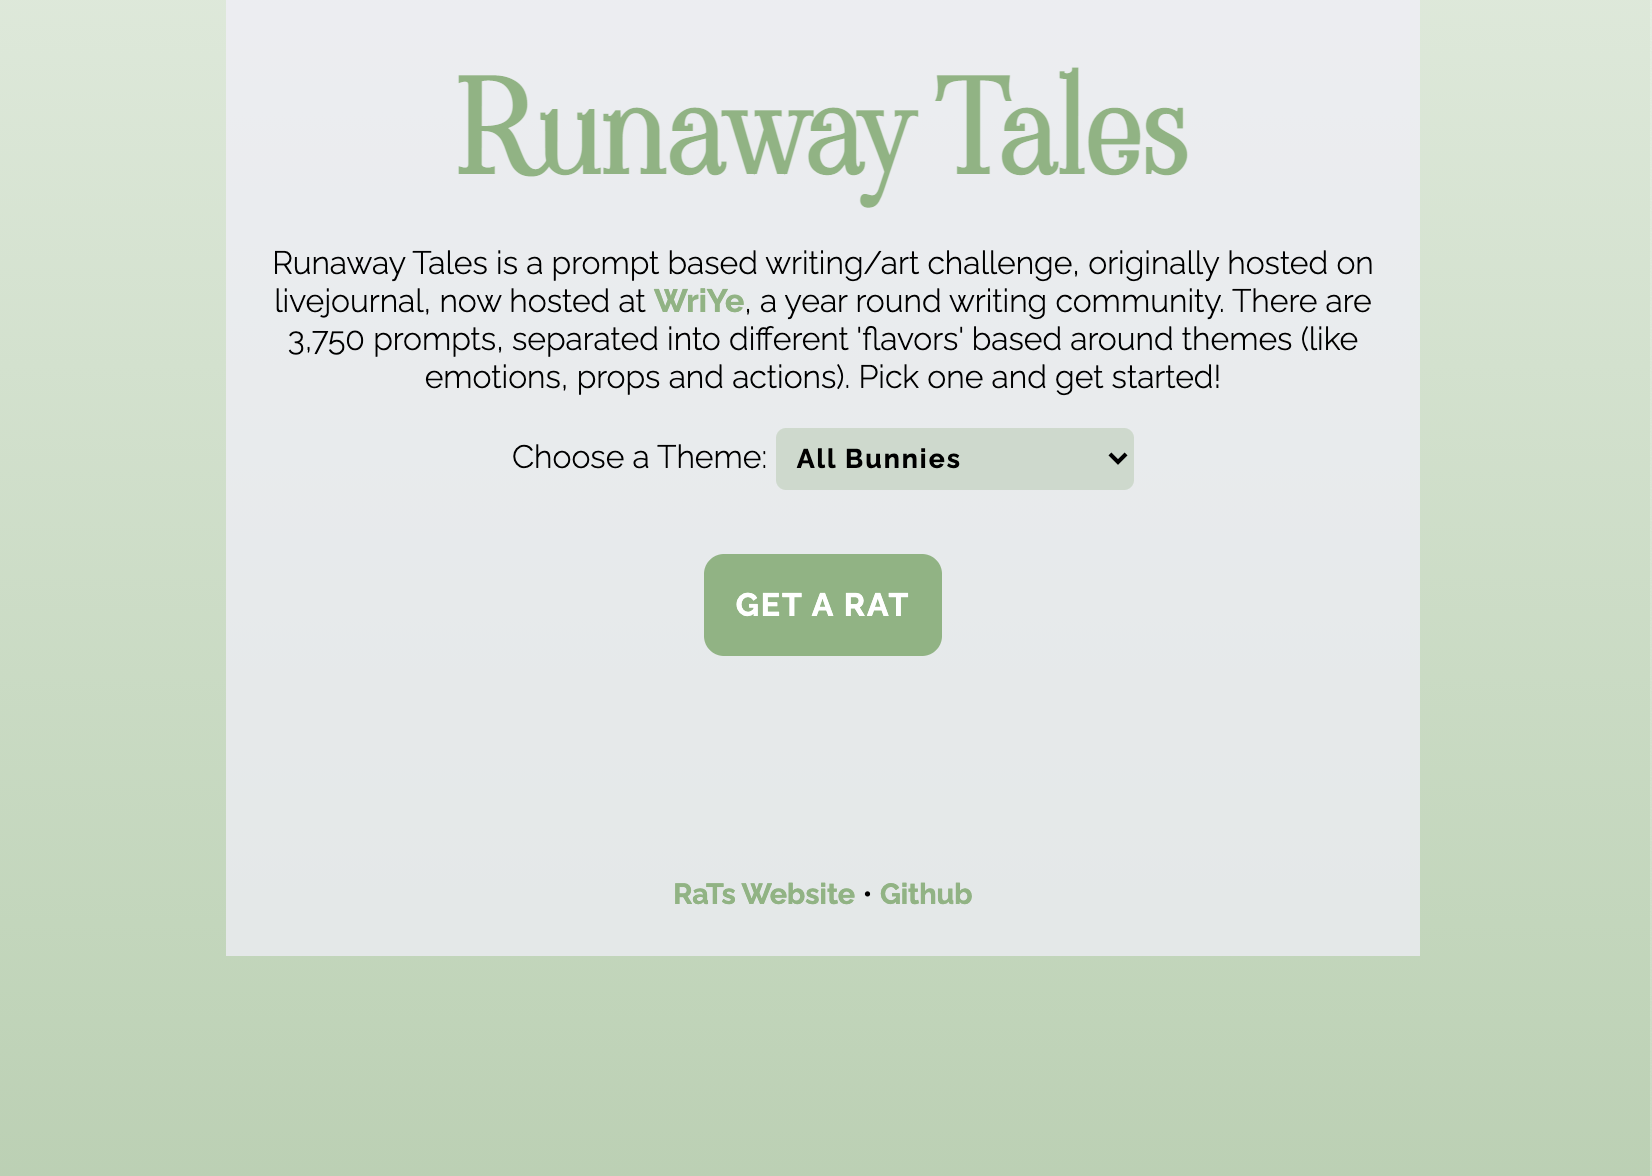 Runaway Tales
Runaway Tales is a prompt based writing/art challenge, originally hosted on
livejournal, now hosted at WriYe, a year round writing community. There are
3,750 prompts, separated into different 'flavors' based around themes (like
emotions, props and actions). Pick one and get started!
Choose a Theme: All Bunnies
GET A RAT
RaTs Website • Github